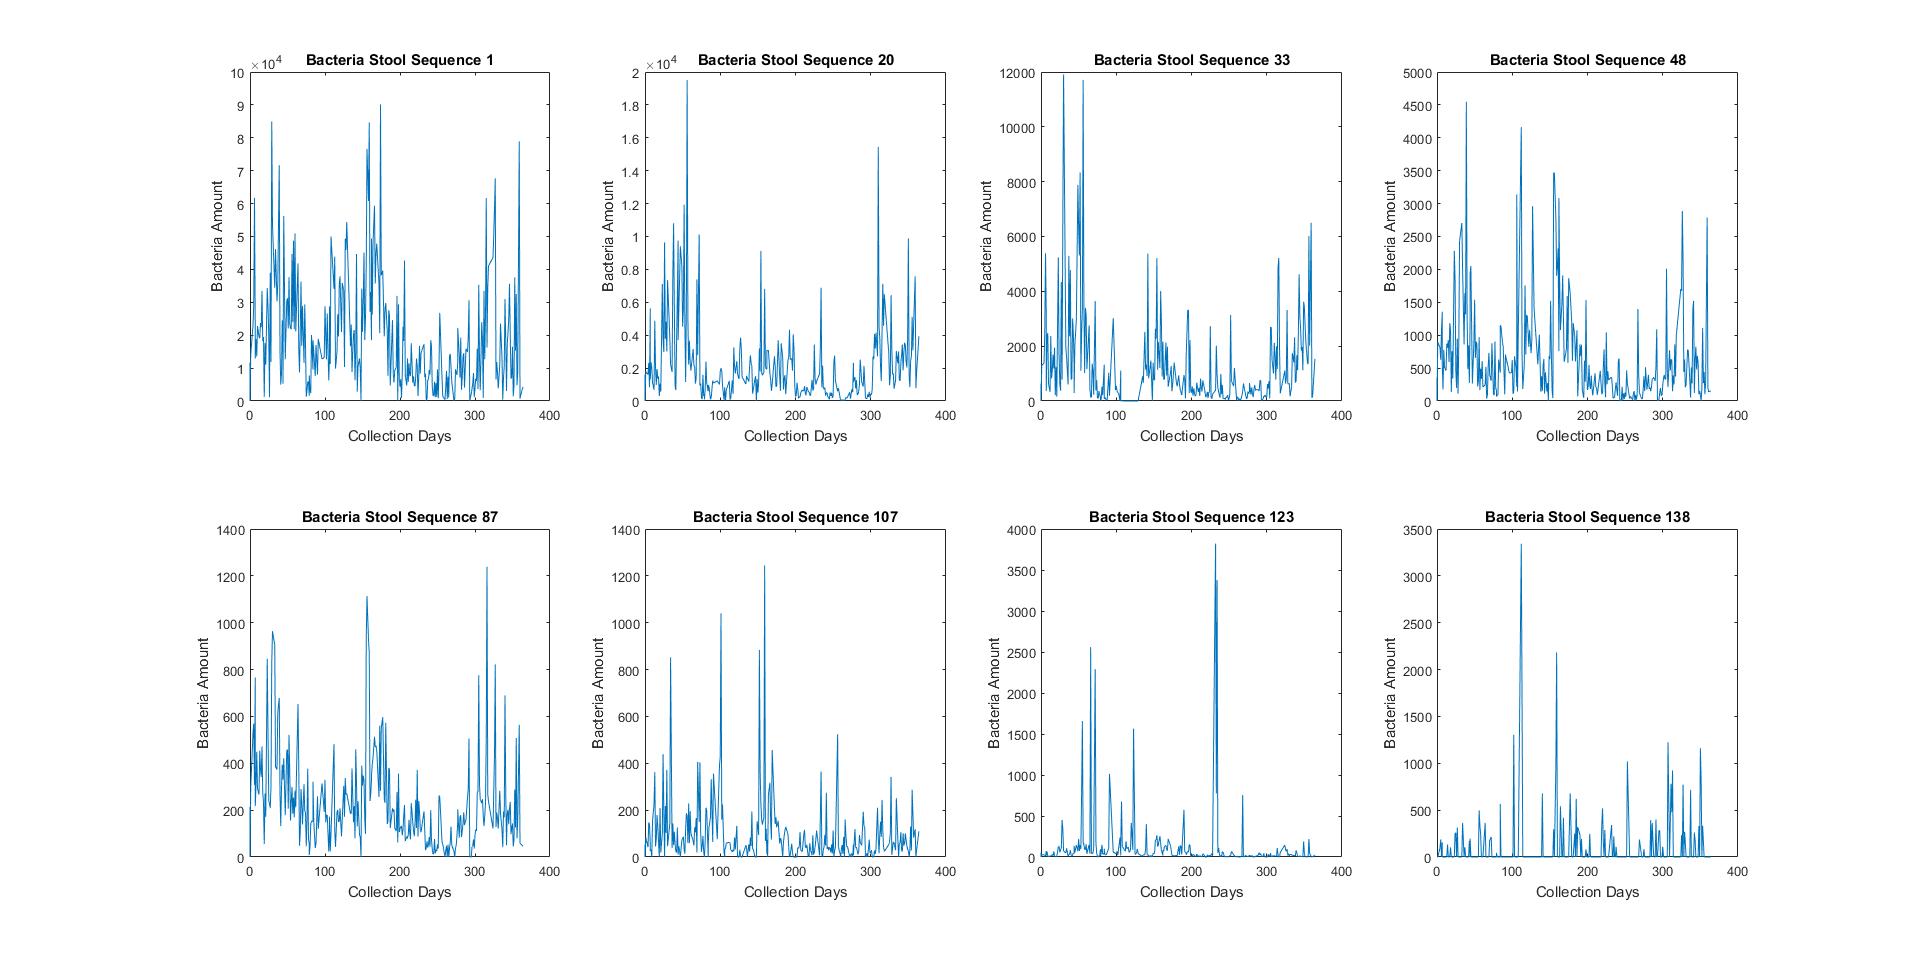 Bacteria Stool Sequence 1
×10^4
10
9
8
7
6
5
4
3
2
1
0
Bacteria Amount
0 100 200 300 400
Collection Days
Bacteria Stool Sequence 20
×10^4
2
1.8
1.6
1.4
1.2
1
0.8
0.6
0.4
0.2
0
Bacteria Amount
0 100 200 300 400
Collection Days
Bacteria Stool Sequence 33
12000
10000
8000
6000
4000
2000
0
Bacteria Amount
0 100 200 300 400
Collection Days
Bacteria Stool Sequence 48
5000
4500
4000
3500
3000
2500
2000
1500
1000
500
0
Bacteria Amount
0 100 200 300 400
Collection Days
Bacteria Stool Sequence 87
1400
1200
1000
800
600
400
200
0
Bacteria Amount
0 100 200 300 400
Collection Days
Bacteria Stool Sequence 107
1400
1200
1000
800
600
400
200
0
Bacteria Amount
0 100 200 300 400
Collection Days
Bacteria Stool Sequence 123
4000
3500
3000
2500
2000
1500
1000
500
0
Bacteria Amount
0 100 200 300 400
Collection Days
Bacteria Stool Sequence 138
3500
3000
2500
2000
1500
1000
500
0
Bacteria Amount
0 100 200 300 400
Collection Days